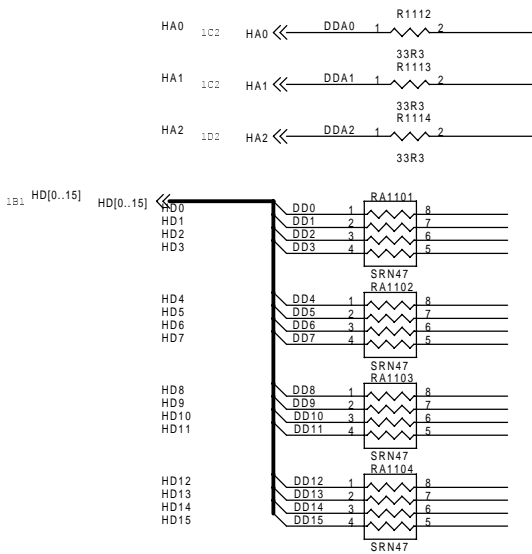 R1112
HA0 1C2 HA0 DDA0 1 2
33R3
R1113
HA1 1C2 HA1 DDA1 1 2
33R3
R1114
HA2 1D2 HA2 DDA2 1 2
33R3
1B1 HD[0..15] HD[0..15] RA1101
HD0 DD0 1 8
HD1 DD1 2 7
HD2 DD2 3 6
HD3 DD3 4 5
SRN47
RA1102
HD4 DD4 1 8
HD5 DD5 2 7
HD6 DD6 3 6
HD7 DD7 4 5
SRN47
RA1103
HD8 DD8 1 8
HD9 DD9 2 7
HD10 DD10 3 6
HD11 DD11 4 5
SRN47
RA1104
HD12 DD12 1 8
HD13 DD13 2 7
HD14 DD14 3 6
HD15 DD15 4 5
SRN47